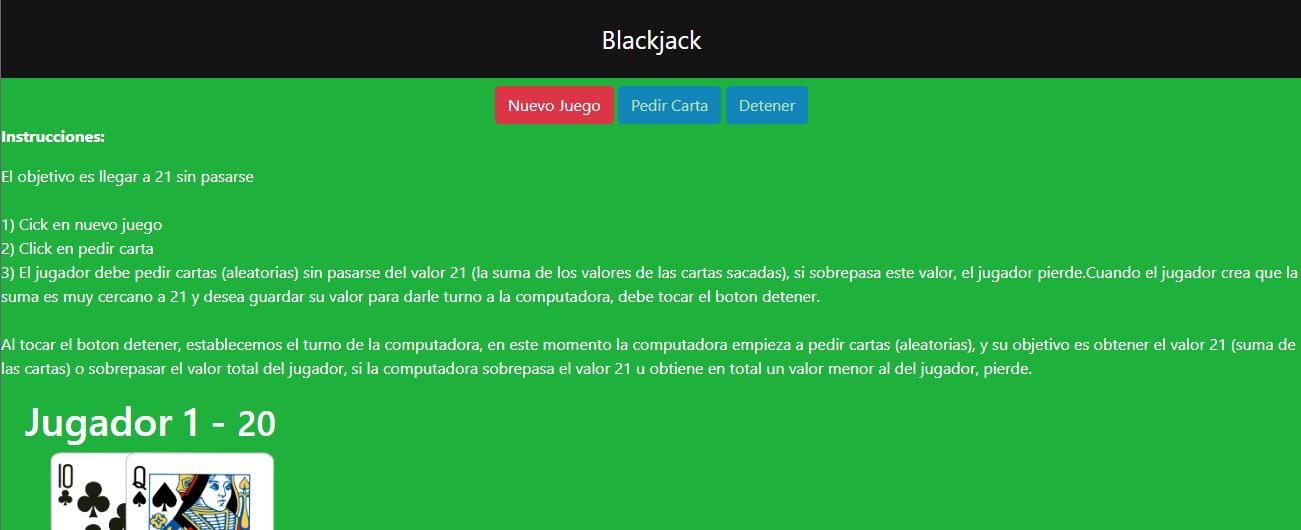 Blackjack
Nuevo Juego Pedir Carta Detener
Instrucciones:
El objetivo es llegar a 21 sin pasarse
1) Cick en nuevo juego
2) Click en pedir carta
3) El jugador debe pedir cartas (aleatorias) sin pasarse del valor 21 (la suma de los valores de las cartas sacadas), si sobrepasa este valor, el jugador pierde.Cuando el jugador crea que la
suma es muy cercano a 21 y desea guardar su valor para darle turno a la computadora, debe tocar el boton detener.
Al tocar el boton detener, establecemos el turno de la computadora, en este momento la computadora empieza a pedir cartas (aleatorias), y su objetivo es obtener el valor 21 (suma de
las cartas) o sobrepasar el valor total del jugador, si la computadora sobrepasa el valor 21 u obtiene en total un valor menor al del jugador, pierde.
Jugador 1 - 20
10 Q